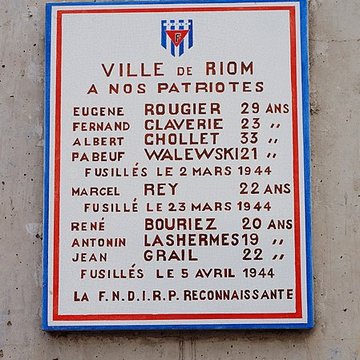 F
VILLE DE RIOM
A NOS PATRIOTES
EUGENE ROUGIER 29 ANS
FERNAND CLAVERIE 23 〃
ALBERT CHOLLET 33 〃
PABEUF WALEWSKI 21 〃
FUSILLÉS LE 2 MARS 1944
MARCEL REY 22 ANS
FUSILLÉ LE 23 MARS 1944
RENÉ BOURIEZ 20 ANS
ANTONIN LASHERMES 19 〃
JEAN GRAIL 22 〃
FUSILLÉS LE 5 AVRIL 1944
LA F.N.D.I.R.P. RECONNAISSANTE